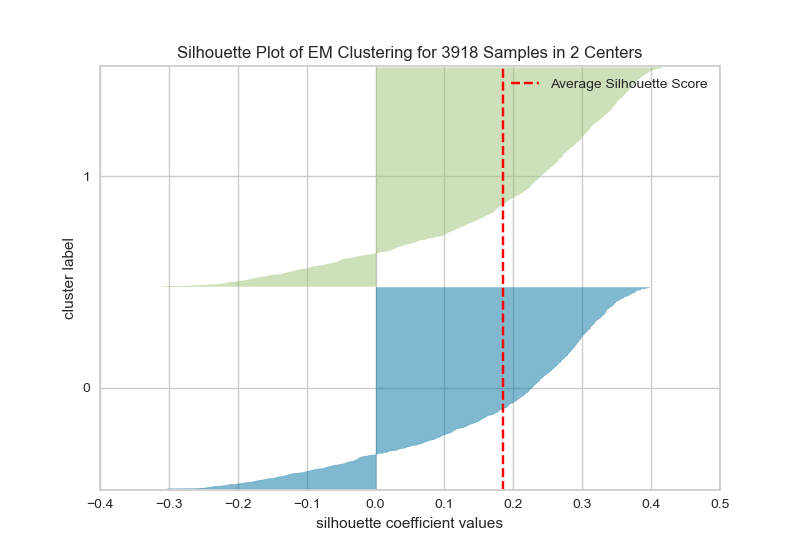 Silhouette Plot of EM Clustering for 3918 Samples in 2 Centers
Average Silhouette Score
1
cluster label
0
−0.4 −0.3 −0.2 −0.1 0.0 0.1 0.2 0.3 0.4 0.5
silhouette coefficient values